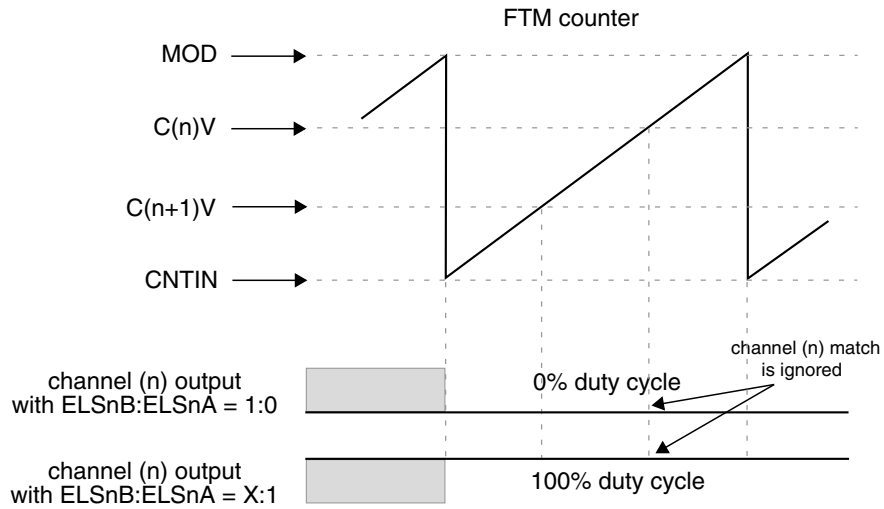 FTM counter
MOD
C(n)V
C(n+1)V
CNTIN
channel (n) match
is ignored
channel (n) output
with ELSnB:ELSnA = 1:0
0% duty cycle
channel (n) output
with ELSnB:ELSnA = X:1
100% duty cycle